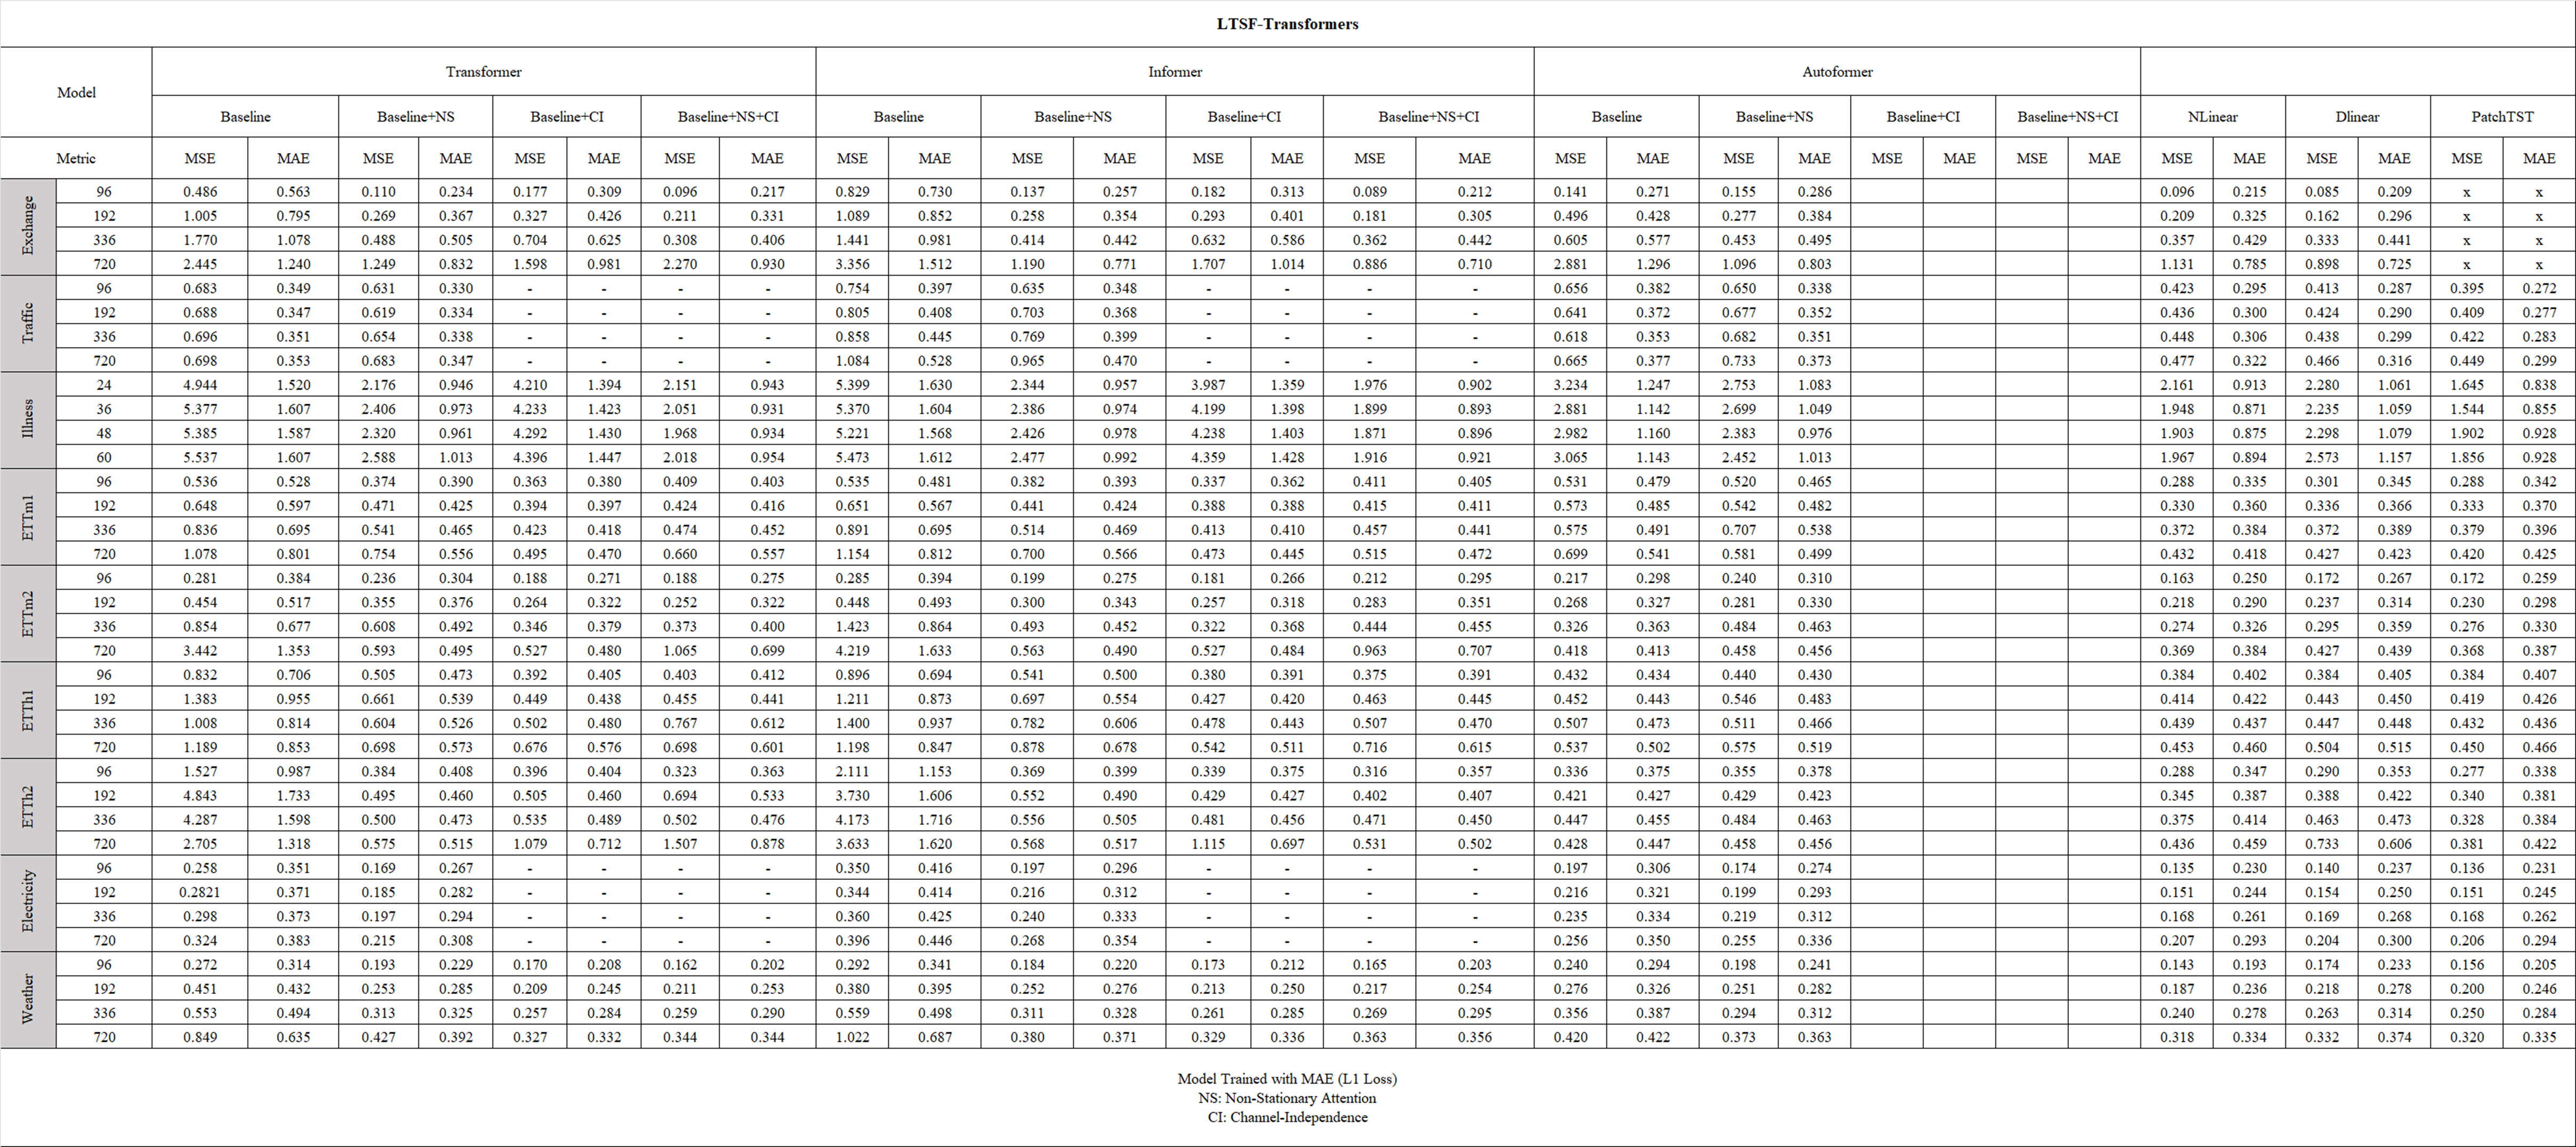 LTSF-Transformers
Model Transformer Informer Autoformer
Baseline Baseline+NS Baseline+CI Baseline+NS+CI Baseline Baseline+NS Baseline+CI Baseline+NS+CI Baseline Baseline+NS Baseline+CI Baseline+NS+CI NLinear Dlinear PatchTST
Metric MSE MAE MSE MAE MSE MAE MSE MAE MSE MAE MSE MAE MSE MAE MSE MAE MSE MAE MSE MAE MSE MAE MSE MAE MSE MAE MSE MAE MSE MAE
Exchange
96 0.486 0.563 0.110 0.234 0.177 0.309 0.096 0.217 0.829 0.730 0.137 0.257 0.182 0.313 0.089 0.212 0.141 0.271 0.155 0.286 0.096 0.215 0.085 0.209 x x
192 1.005 0.795 0.269 0.367 0.327 0.426 0.211 0.331 1.089 0.852 0.258 0.354 0.293 0.401 0.181 0.305 0.496 0.428 0.277 0.384 0.209 0.325 0.162 0.296 x x
336 1.770 1.078 0.488 0.505 0.704 0.625 0.308 0.406 1.441 0.981 0.414 0.442 0.632 0.586 0.362 0.442 0.605 0.577 0.453 0.495 0.357 0.429 0.333 0.441 x x
720 2.445 1.240 1.249 0.832 1.598 0.981 2.270 0.930 3.356 1.512 1.190 0.771 1.707 1.014 0.886 0.710 2.881 1.296 1.096 0.803 1.131 0.785 0.898 0.725 x x
Traffic
96 0.683 0.349 0.631 0.330 - - - - 0.754 0.397 0.635 0.348 - - - - 0.656 0.382 0.650 0.338 0.423 0.295 0.413 0.287 0.395 0.272
192 0.688 0.347 0.619 0.334 - - - - 0.805 0.408 0.703 0.368 - - - - 0.641 0.372 0.677 0.352 0.436 0.300 0.424 0.290 0.409 0.277
336 0.696 0.351 0.654 0.338 - - - - 0.858 0.445 0.769 0.399 - - - - 0.618 0.353 0.682 0.351 0.448 0.306 0.438 0.299 0.422 0.283
720 0.698 0.353 0.683 0.347 - - - - 1.084 0.528 0.965 0.470 - - - - 0.665 0.377 0.733 0.373 0.477 0.322 0.466 0.316 0.449 0.299
Illness
24 4.944 1.520 2.176 0.946 4.210 1.394 2.151 0.943 5.399 1.630 2.344 0.957 3.987 1.359 1.976 0.902 3.234 1.247 2.753 1.083 2.161 0.913 2.280 1.061 1.645 0.838
36 5.377 1.607 2.406 0.973 4.233 1.423 2.051 0.931 5.370 1.604 2.386 0.974 4.199 1.398 1.899 0.893 2.881 1.142 2.699 1.049 1.948 0.871 2.235 1.059 1.544 0.855
48 5.385 1.587 2.320 0.961 4.292 1.430 1.968 0.934 5.221 1.568 2.426 0.978 4.238 1.403 1.871 0.896 2.982 1.160 2.383 0.976 1.903 0.875 2.298 1.079 1.902 0.928
60 5.537 1.607 2.588 1.013 4.396 1.447 2.018 0.954 5.473 1.612 2.477 0.992 4.359 1.428 1.916 0.921 3.065 1.143 2.452 1.013 1.967 0.894 2.573 1.157 1.856 0.928
ETTm1
96 0.536 0.528 0.374 0.390 0.363 0.380 0.409 0.403 0.535 0.481 0.382 0.393 0.337 0.362 0.411 0.405 0.531 0.479 0.520 0.465 0.288 0.335 0.301 0.345 0.288 0.342
192 0.648 0.597 0.471 0.425 0.394 0.397 0.424 0.416 0.651 0.567 0.441 0.424 0.388 0.388 0.415 0.411 0.573 0.485 0.542 0.482 0.330 0.360 0.336 0.366 0.333 0.370
336 0.836 0.695 0.541 0.465 0.423 0.418 0.474 0.452 0.891 0.695 0.514 0.469 0.413 0.410 0.457 0.441 0.575 0.491 0.707 0.538 0.372 0.384 0.372 0.389 0.379 0.396
720 1.078 0.801 0.754 0.556 0.495 0.470 0.660 0.557 1.154 0.812 0.700 0.566 0.473 0.445 0.515 0.472 0.699 0.541 0.581 0.499 0.432 0.418 0.427 0.423 0.420 0.425
ETTm2
96 0.281 0.384 0.236 0.304 0.188 0.271 0.188 0.275 0.285 0.394 0.199 0.275 0.181 0.266 0.212 0.295 0.217 0.298 0.240 0.310 0.163 0.250 0.172 0.267 0.172 0.259
192 0.454 0.517 0.355 0.376 0.264 0.322 0.252 0.322 0.448 0.493 0.300 0.343 0.257 0.318 0.283 0.351 0.268 0.327 0.281 0.330 0.218 0.290 0.237 0.314 0.230 0.298
336 0.854 0.677 0.608 0.492 0.346 0.379 0.373 0.400 1.423 0.864 0.493 0.452 0.322 0.368 0.444 0.455 0.326 0.363 0.484 0.463 0.274 0.326 0.295 0.359 0.276 0.330
720 3.442 1.353 0.593 0.495 0.527 0.480 1.065 0.699 4.219 1.633 0.563 0.490 0.527 0.484 0.963 0.707 0.418 0.413 0.458 0.456 0.369 0.384 0.427 0.439 0.368 0.387
ETTh1
96 0.832 0.706 0.505 0.473 0.392 0.405 0.403 0.412 0.896 0.694 0.541 0.500 0.380 0.391 0.375 0.391 0.432 0.434 0.440 0.430 0.384 0.402 0.384 0.405 0.384 0.407
192 1.383 0.955 0.661 0.539 0.449 0.438 0.455 0.441 1.211 0.873 0.697 0.554 0.427 0.420 0.463 0.445 0.452 0.443 0.546 0.483 0.414 0.422 0.443 0.450 0.419 0.426
336 1.008 0.814 0.604 0.526 0.502 0.480 0.767 0.612 1.400 0.937 0.782 0.606 0.478 0.443 0.507 0.470 0.507 0.473 0.511 0.466 0.439 0.437 0.447 0.448 0.432 0.436
720 1.189 0.853 0.698 0.573 0.676 0.576 0.698 0.601 1.198 0.847 0.878 0.678 0.542 0.511 0.716 0.615 0.537 0.502 0.575 0.519 0.453 0.460 0.504 0.515 0.450 0.466
ETTh2
96 1.527 0.987 0.384 0.408 0.396 0.404 0.323 0.363 2.111 1.153 0.369 0.399 0.339 0.375 0.316 0.357 0.336 0.375 0.355 0.378 0.288 0.347 0.290 0.353 0.277 0.338
192 4.843 1.733 0.495 0.460 0.505 0.460 0.694 0.533 3.730 1.606 0.552 0.490 0.429 0.427 0.402 0.407 0.421 0.427 0.429 0.423 0.345 0.387 0.388 0.422 0.340 0.381
336 4.287 1.598 0.500 0.473 0.535 0.489 0.502 0.476 4.173 1.716 0.556 0.505 0.481 0.456 0.471 0.450 0.447 0.455 0.484 0.463 0.375 0.414 0.463 0.473 0.328 0.384
720 2.705 1.318 0.575 0.515 1.079 0.712 1.507 0.878 3.633 1.620 0.568 0.517 1.115 0.697 0.531 0.502 0.428 0.447 0.458 0.456 0.436 0.459 0.733 0.606 0.381 0.422
Electricity
96 0.258 0.351 0.169 0.267 - - - - 0.350 0.416 0.197 0.296 - - - - 0.197 0.306 0.174 0.274 0.135 0.230 0.140 0.237 0.136 0.231
192 0.2821 0.371 0.185 0.282 - - - - 0.344 0.414 0.216 0.312 - - - - 0.216 0.321 0.199 0.293 0.151 0.244 0.154 0.250 0.151 0.245
336 0.298 0.373 0.197 0.294 - - - - 0.360 0.425 0.240 0.333 - - - - 0.235 0.334 0.219 0.312 0.168 0.261 0.169 0.268 0.168 0.262
720 0.324 0.383 0.215 0.308 - - - - 0.396 0.446 0.268 0.354 - - - - 0.256 0.350 0.255 0.336 0.207 0.293 0.204 0.300 0.206 0.294
Weather
96 0.272 0.314 0.193 0.229 0.170 0.208 0.162 0.202 0.292 0.341 0.184 0.220 0.173 0.212 0.165 0.203 0.240 0.294 0.198 0.241 0.143 0.193 0.174 0.233 0.156 0.205
192 0.451 0.432 0.253 0.285 0.209 0.245 0.211 0.253 0.380 0.395 0.252 0.276 0.213 0.250 0.217 0.254 0.276 0.326 0.251 0.282 0.187 0.236 0.218 0.278 0.200 0.246
336 0.553 0.494 0.313 0.325 0.257 0.284 0.259 0.290 0.559 0.498 0.311 0.328 0.261 0.285 0.269 0.295 0.356 0.387 0.294 0.312 0.240 0.278 0.263 0.314 0.250 0.284
720 0.849 0.635 0.427 0.392 0.327 0.332 0.344 0.344 1.022 0.687 0.380 0.371 0.329 0.336 0.363 0.356 0.420 0.422 0.373 0.363 0.318 0.334 0.332 0.374 0.320 0.335
Model Trained with MAE (L1 Loss)
NS: Non-Stationary Attention
CI: Channel-Independence